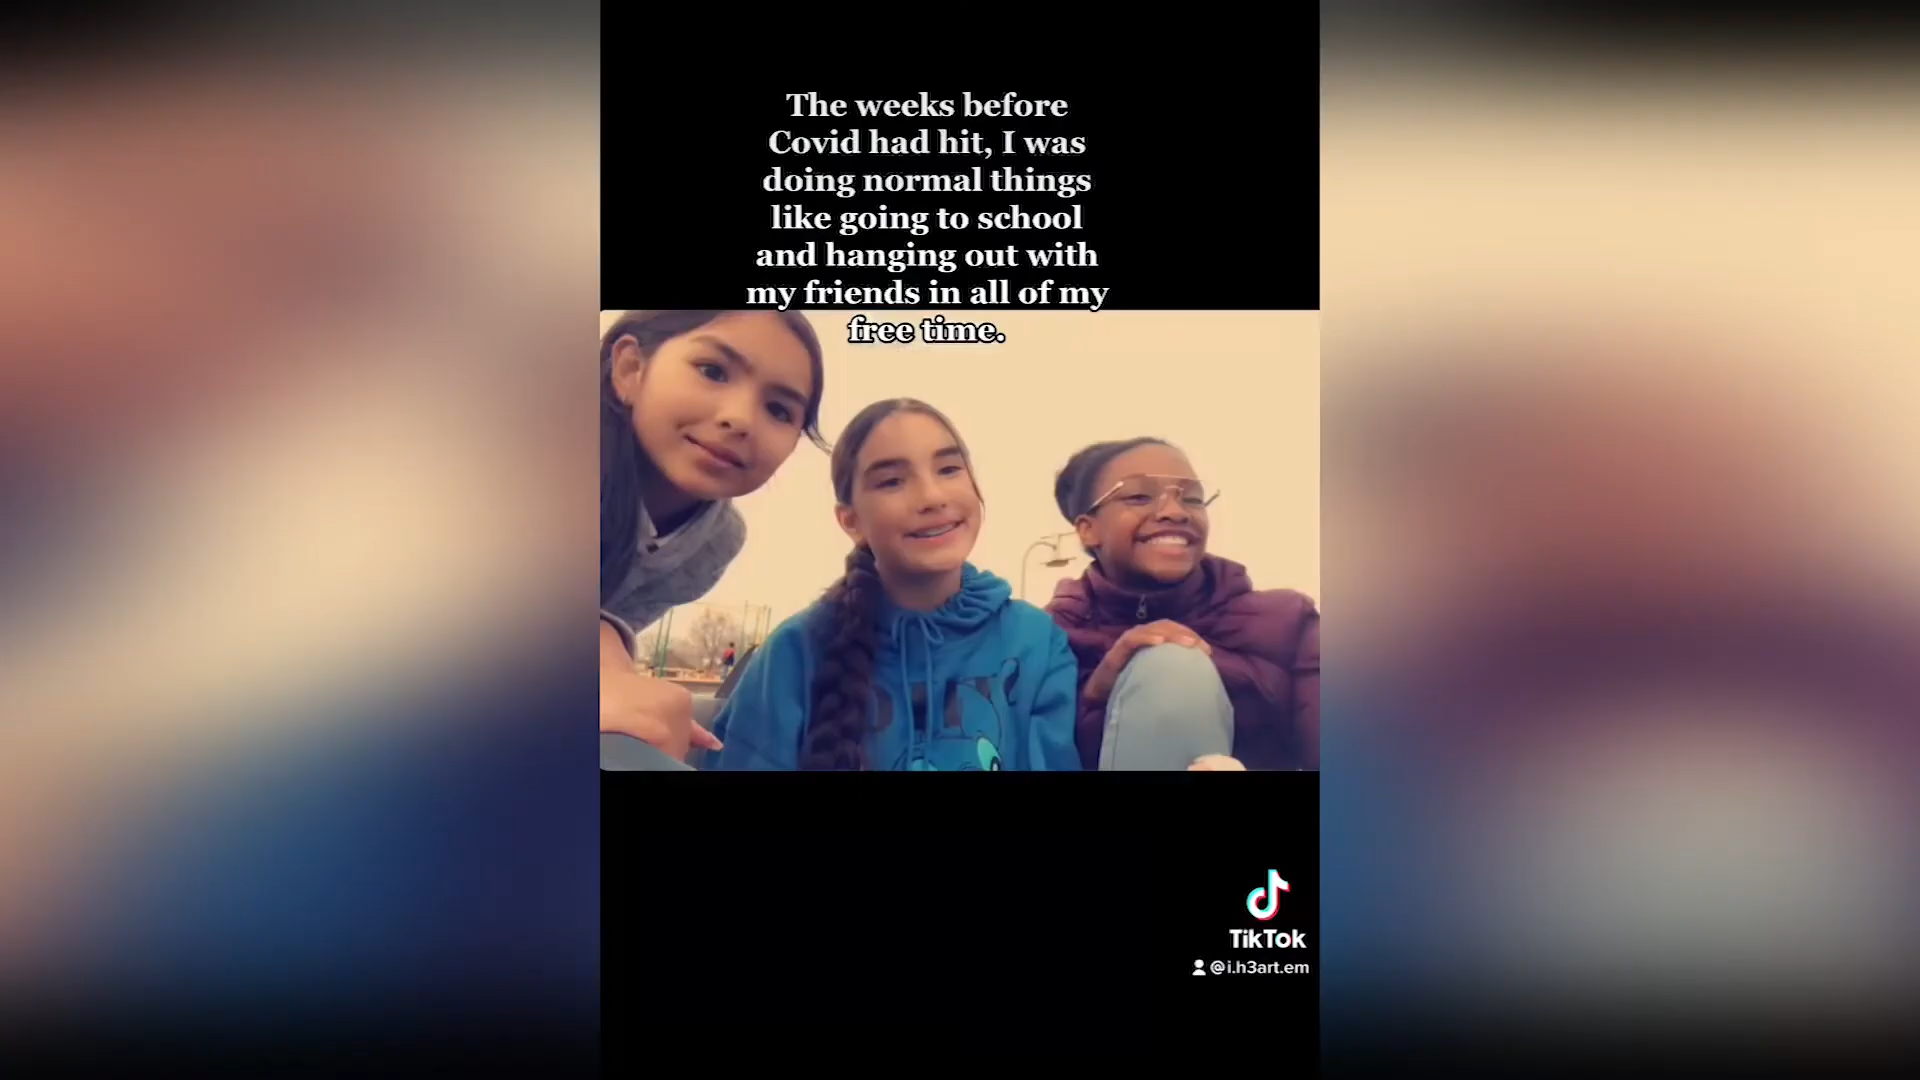 The weeks before
Covid had hit, I was
doing normal things
like going to school
and hanging out with
my friends in all of my
free time.
TikTok
@i.h3art.em